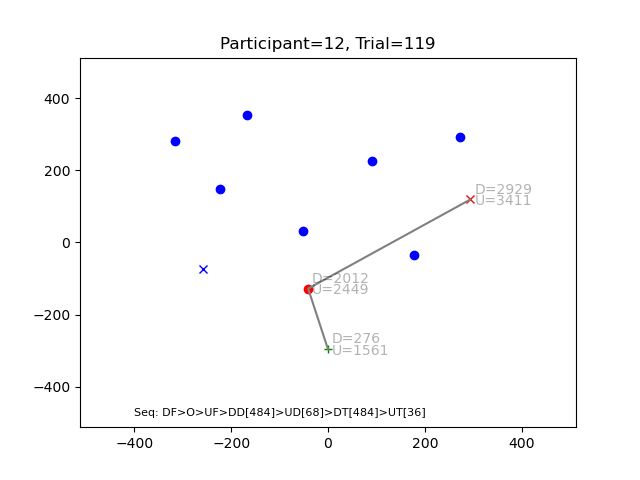 Participant=12, Trial=119
400
200
0
−200
−400
D=2929
U=3411
D=2012
U=2449
D=276
U=1561
Seq: DF>O>UF>DD[484]>UD[68]>DT[484]>UT[36]
−400
−200
0
200
400